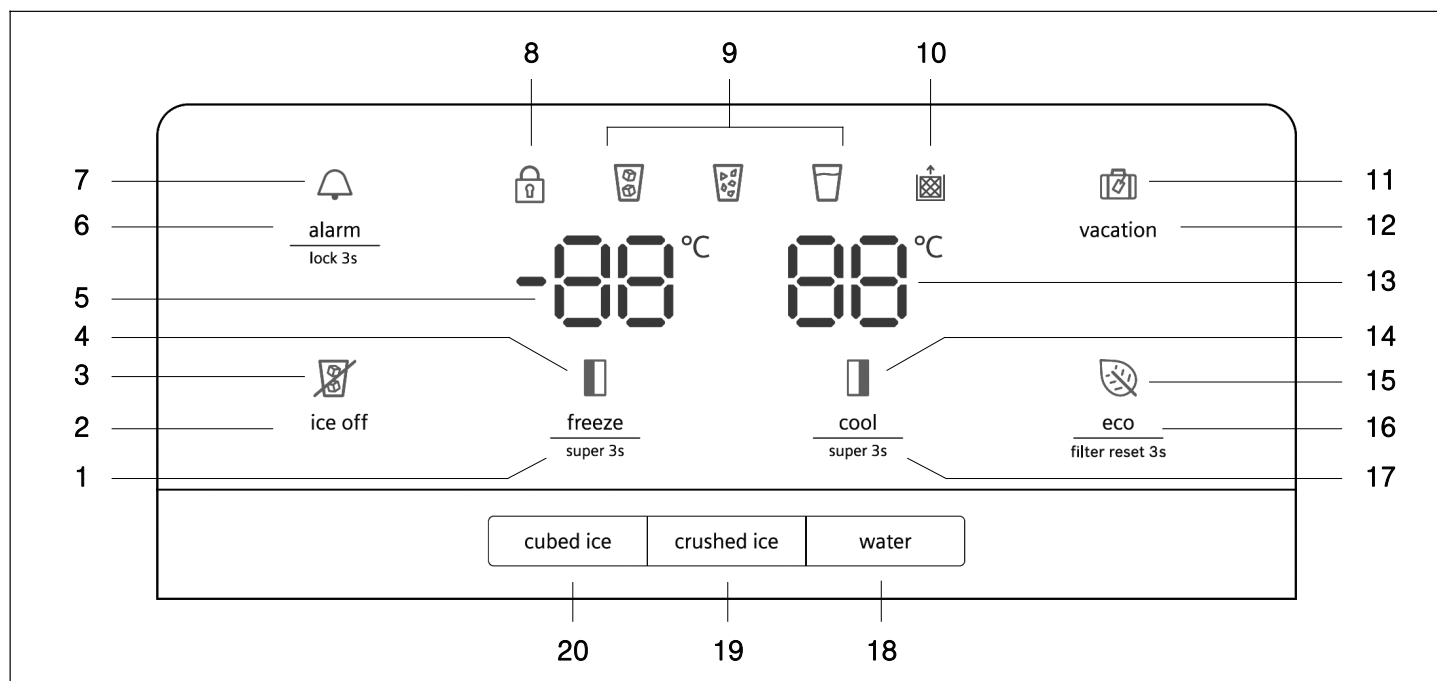 8 9 10
7 11
6 alarm vacation 12
lock 3s
-88 °C 88 °C
5 13
4 14
3 15
2 ice off freeze cool eco 16
super 3s super 3s filter reset 3s
1 17
cubed ice crushed ice water
20 19 18